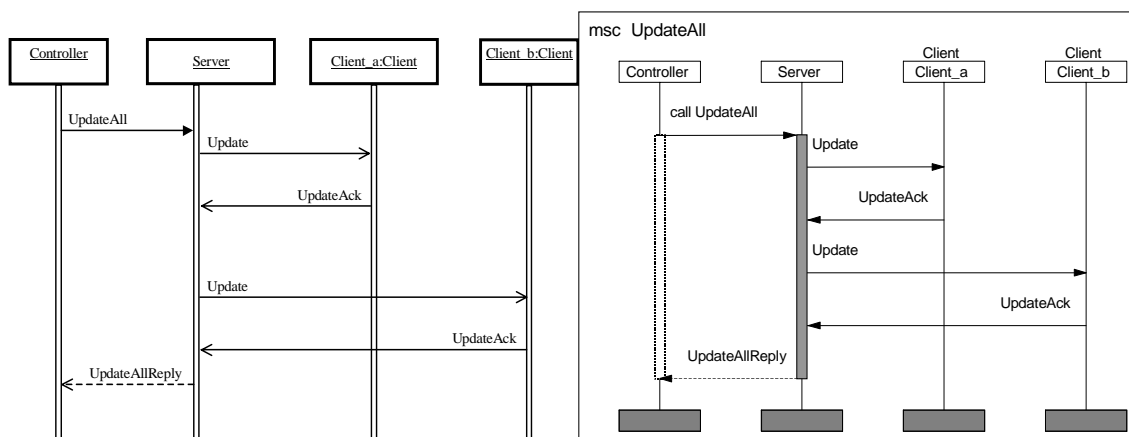 Controller
Server
Client_a:Client
Client_b:Client
UpdateAll
Update
UpdateAck
Update
UpdateAck
UpdateAllReply
msc UpdateAll
Controller
Server
Client
Client_a
Client
Client_b
call UpdateAll
Update
UpdateAck
Update
UpdateAck
UpdateAllReply